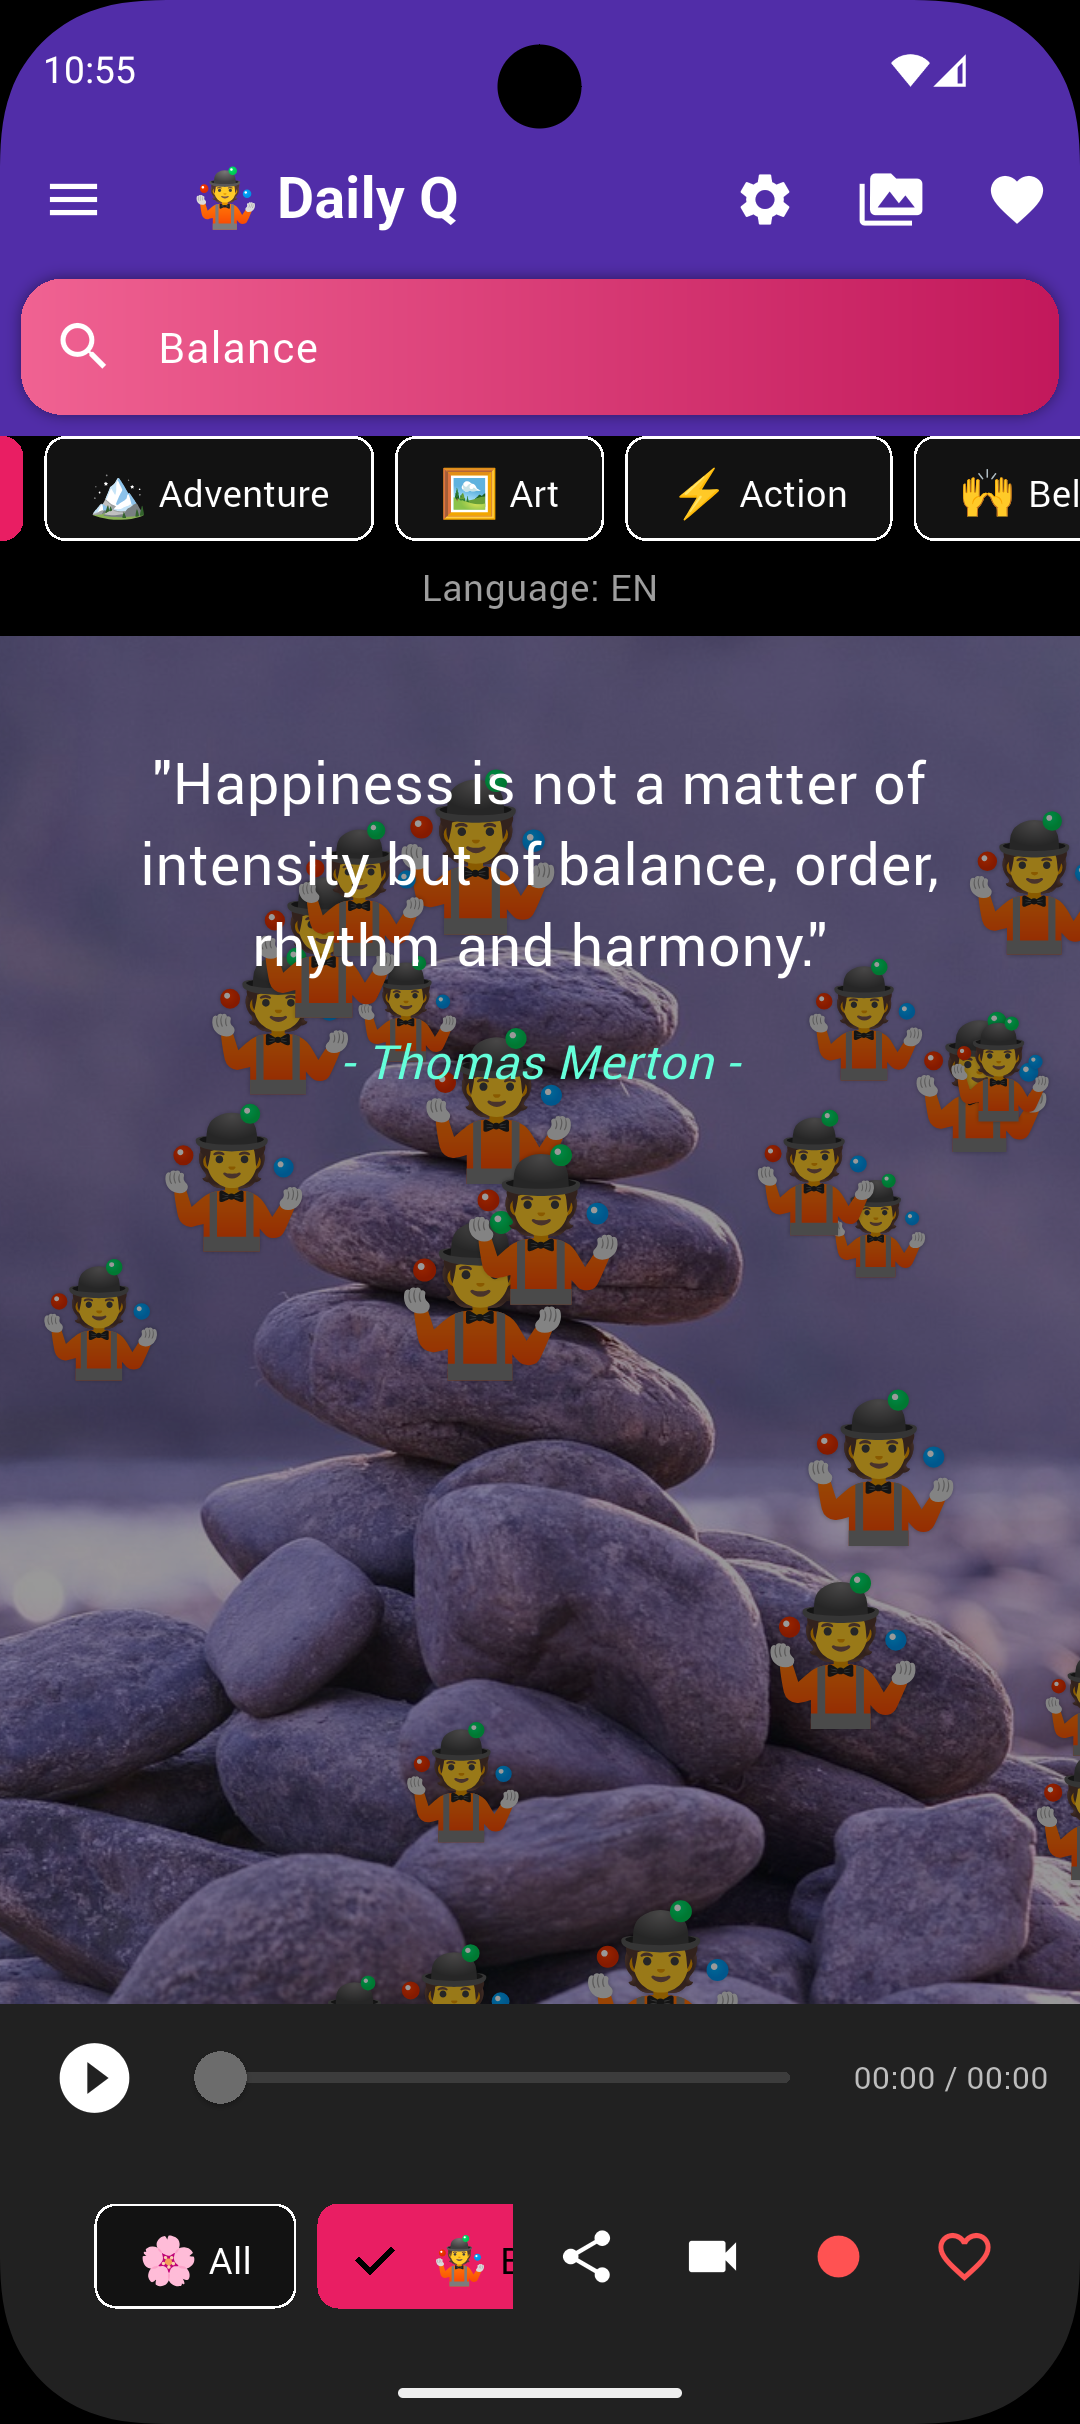 10:55
Daily Q
Balance
Adventure
Art
Action
Language: EN
"Happiness is not a matter of
intensity but of balance, order,
rhythm and harmony."
- Thomas Merton -
00:00 / 00:00
All